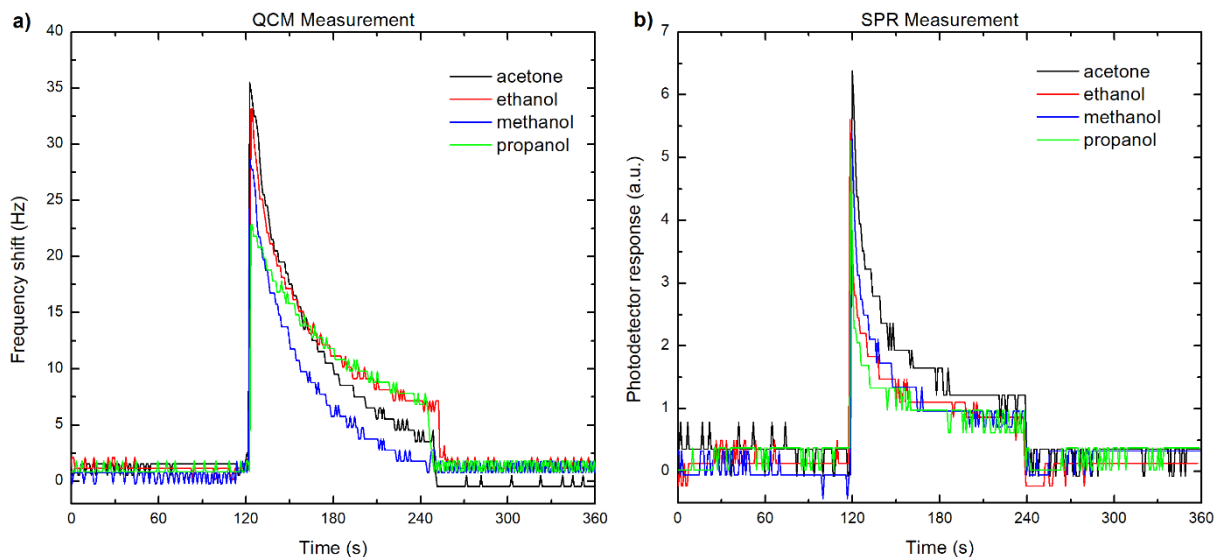 a)
QCM Measurement
40
35
30
25
20
15
10
5
0
Frequency shift (Hz)
acetone
ethanol
methanol
propanol
0 60 120 180 240 300 360
Time (s)
b)
SPR Measurement
7
6
5
4
3
2
1
0
Photodetector response (a.u.)
acetone
ethanol
methanol
propanol
0 60 120 180 240 300 360
Time (s)